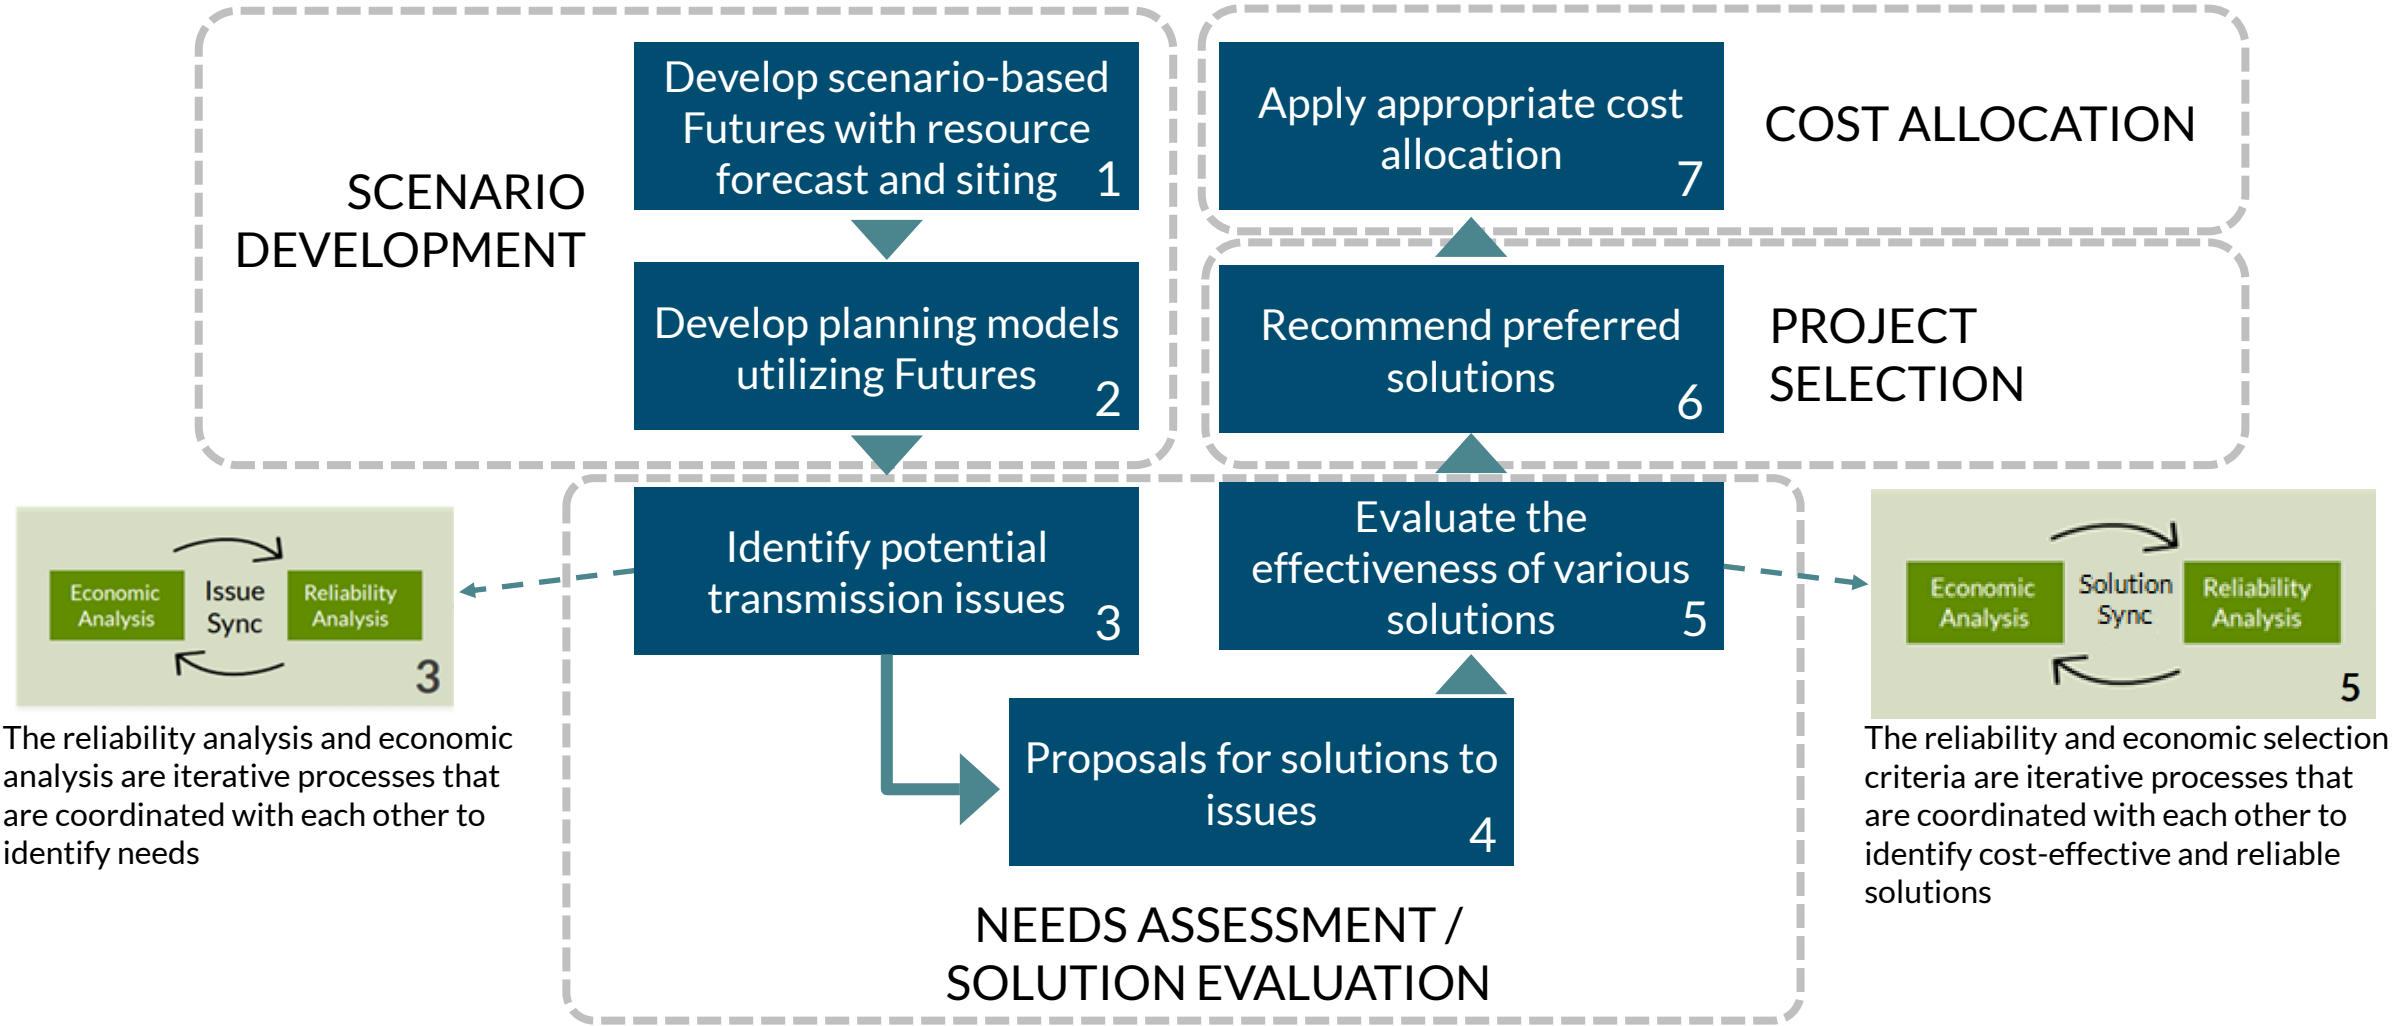 SCENARIO
DEVELOPMENT
Develop scenario-based
Futures with resource
forecast and siting
1
Develop planning models
utilizing Futures
2
Identify potential
transmission issues
3
Economic
Analysis
Issue
Sync
Reliability
Analysis
3
The reliability analysis and economic
analysis are iterative processes that
are coordinated with each other to
identify needs
Proposals for solutions to
issues
4
NEEDS ASSESSMENT /
SOLUTION EVALUATION
Evaluate the
effectiveness of various
solutions
5
Economic
Analysis
Solution
Sync
Reliability
Analysis
5
The reliability and economic selection
criteria are iterative processes that
are coordinated with each other to
identify cost-effective and reliable
solutions
Recommend preferred
solutions
6
PROJECT
SELECTION
Apply appropriate cost
allocation
7
COST ALLOCATION